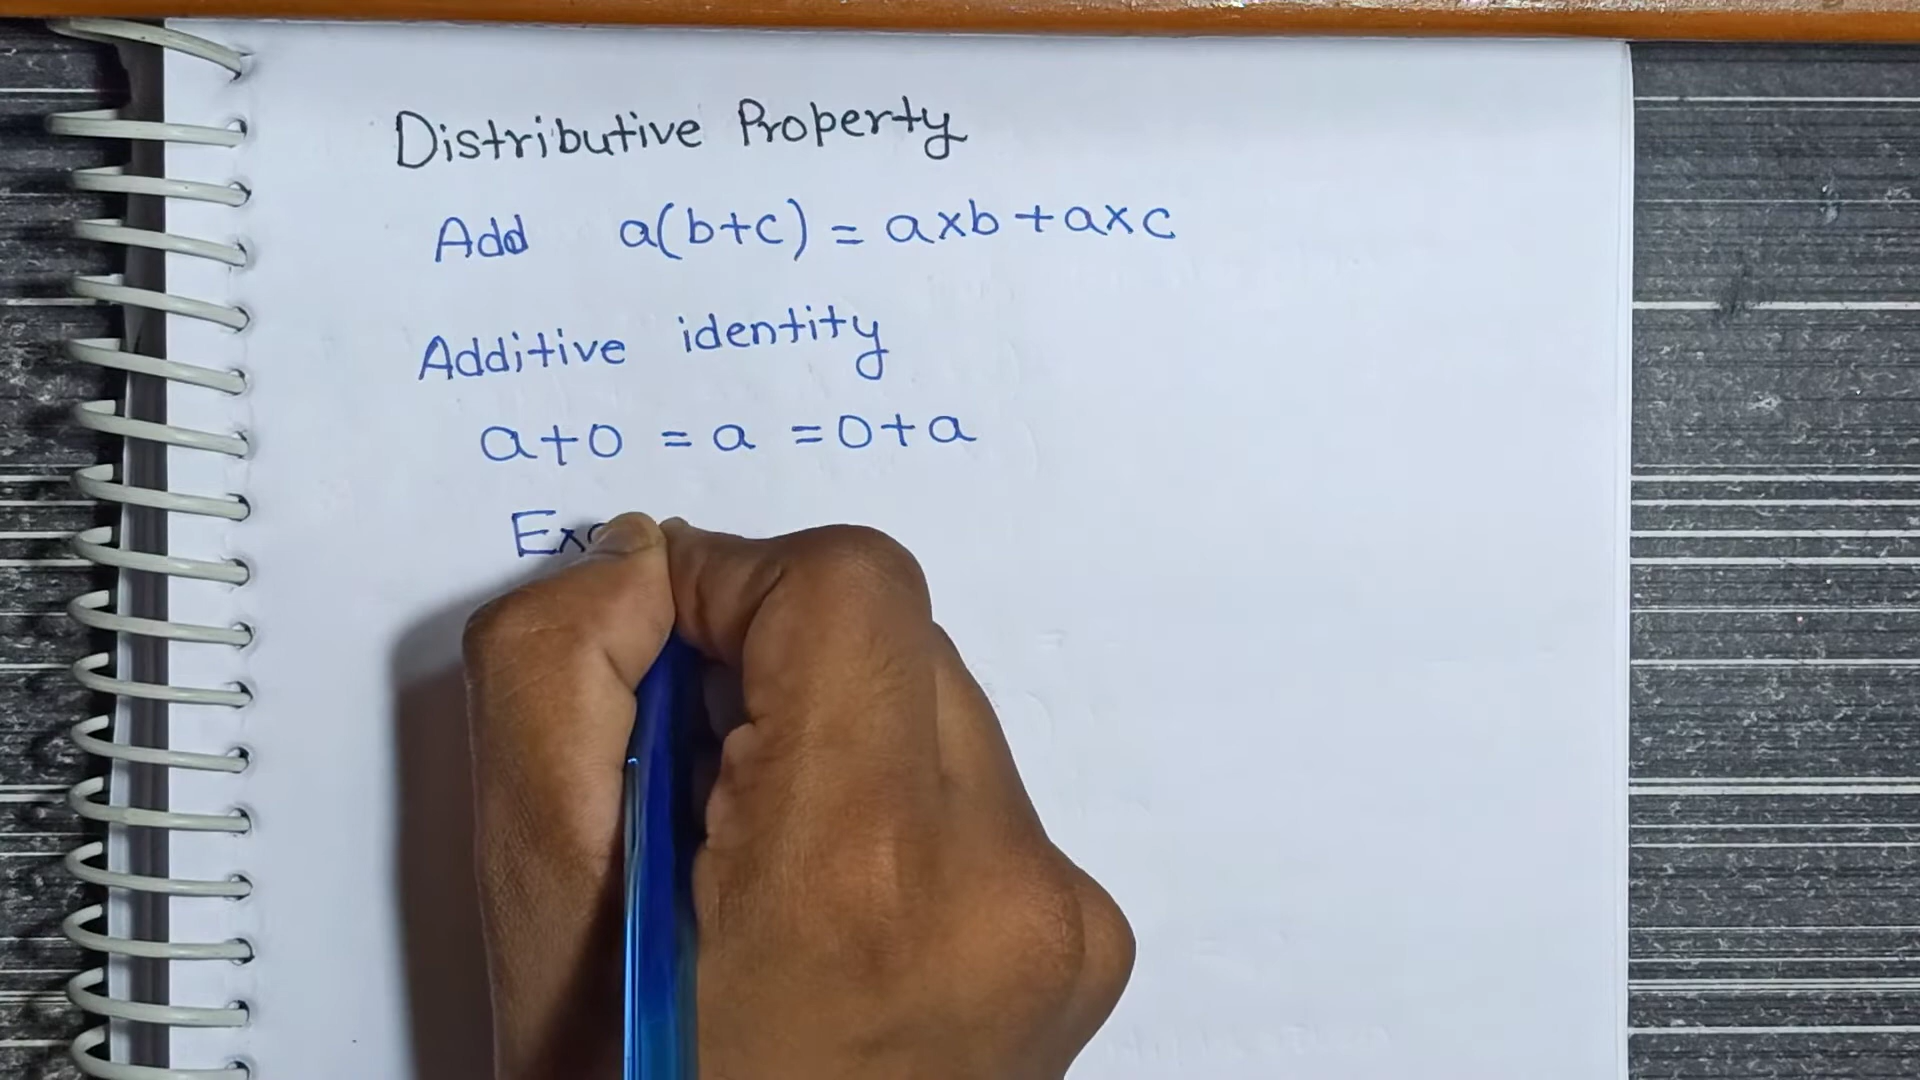 Distributive Property
Add a(b+c) = axb + axc
Additive identity
a+0 = a = 0+a